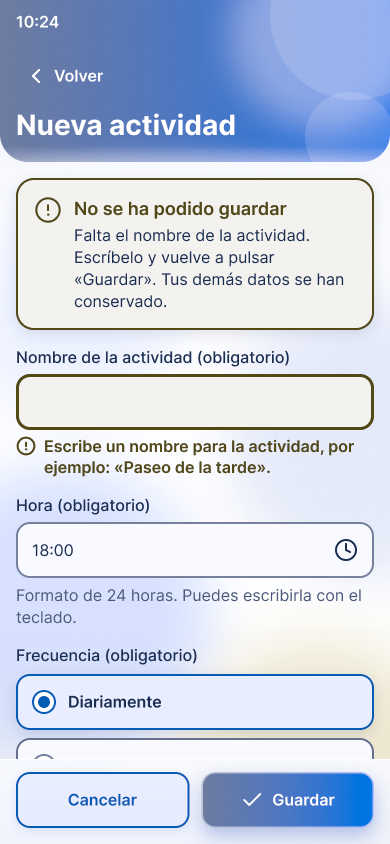 10:24
Volver
Nueva actividad
No se ha podido guardar
Falta el nombre de la actividad.
Escríbelo y vuelve a pulsar
«Guardar». Tus demás datos se han
conservado.
Nombre de la actividad (obligatorio)
Escribe un nombre para la actividad, por
ejemplo: «Paseo de la tarde».
Hora (obligatorio)
18:00
Formato de 24 horas. Puedes escribirla con el
teclado.
Frecuencia (obligatorio)
Diariamente
Cancelar
Guardar